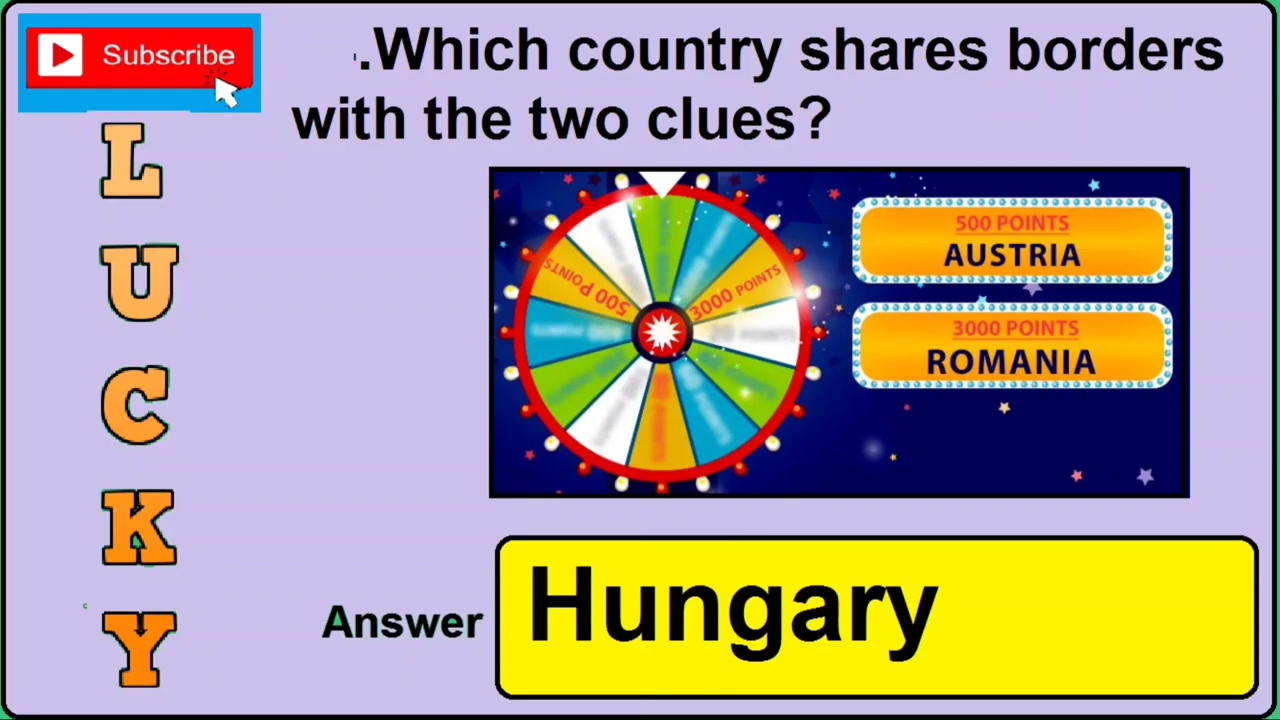 Subscribe
.Which country shares borders
with the two clues?
L
U
C
K
Y
500 POINTS
3000 POINTS
500 POINTS
AUSTRIA
3000 POINTS
ROMANIA
Answer
Hungary